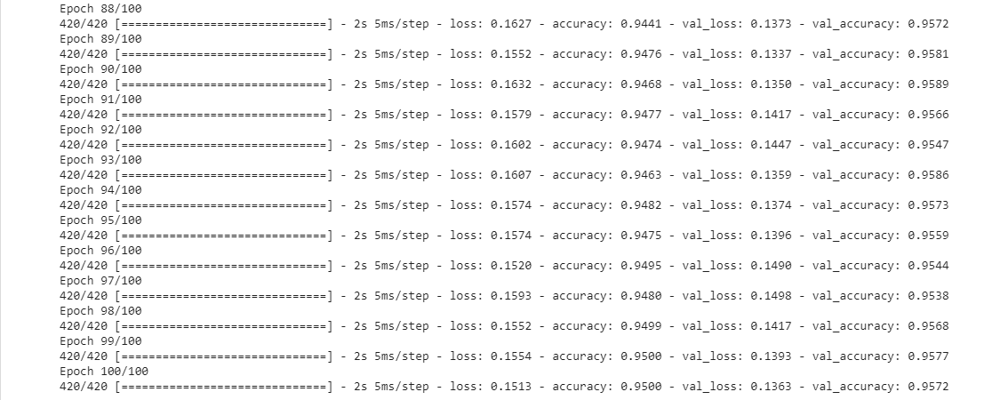 Epoch 88/100
420/420 [==============================] - 2s 5ms/step - loss: 0.1627 - accuracy: 0.9441 - val_loss: 0.1373 - val_accuracy: 0.9572
Epoch 89/100
420/420 [==============================] - 2s 5ms/step - loss: 0.1552 - accuracy: 0.9476 - val_loss: 0.1337 - val_accuracy: 0.9581
Epoch 90/100
420/420 [==============================] - 2s 5ms/step - loss: 0.1632 - accuracy: 0.9468 - val_loss: 0.1350 - val_accuracy: 0.9589
Epoch 91/100
420/420 [==============================] - 2s 5ms/step - loss: 0.1579 - accuracy: 0.9477 - val_loss: 0.1417 - val_accuracy: 0.9566
Epoch 92/100
420/420 [==============================] - 2s 5ms/step - loss: 0.1602 - accuracy: 0.9474 - val_loss: 0.1447 - val_accuracy: 0.9547
Epoch 93/100
420/420 [==============================] - 2s 5ms/step - loss: 0.1607 - accuracy: 0.9463 - val_loss: 0.1359 - val_accuracy: 0.9586
Epoch 94/100
420/420 [==============================] - 2s 5ms/step - loss: 0.1574 - accuracy: 0.9482 - val_loss: 0.1374 - val_accuracy: 0.9573
Epoch 95/100
420/420 [==============================] - 2s 5ms/step - loss: 0.1574 - accuracy: 0.9475 - val_loss: 0.1396 - val_accuracy: 0.9559
Epoch 96/100
420/420 [==============================] - 2s 5ms/step - loss: 0.1520 - accuracy: 0.9495 - val_loss: 0.1490 - val_accuracy: 0.9544
Epoch 97/100
420/420 [==============================] - 2s 5ms/step - loss: 0.1593 - accuracy: 0.9480 - val_loss: 0.1498 - val_accuracy: 0.9538
Epoch 98/100
420/420 [==============================] - 2s 5ms/step - loss: 0.1552 - accuracy: 0.9499 - val_loss: 0.1417 - val_accuracy: 0.9568
Epoch 99/100
420/420 [==============================] - 2s 5ms/step - loss: 0.1554 - accuracy: 0.9500 - val_loss: 0.1393 - val_accuracy: 0.9577
Epoch 100/100
420/420 [==============================] - 2s 5ms/step - loss: 0.1513 - accuracy: 0.9500 - val_loss: 0.1363 - val_accuracy: 0.9572